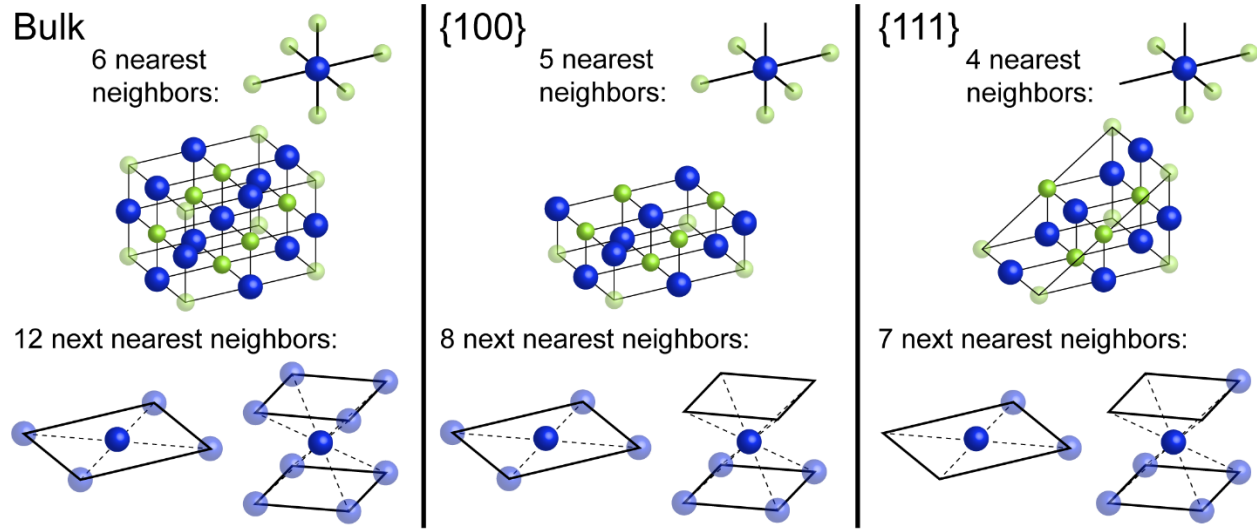 Bulk
6 nearest
neighbors:
12 next nearest neighbors:
{100}
5 nearest
neighbors:
8 next nearest neighbors:
{111}
4 nearest
neighbors:
7 next nearest neighbors: